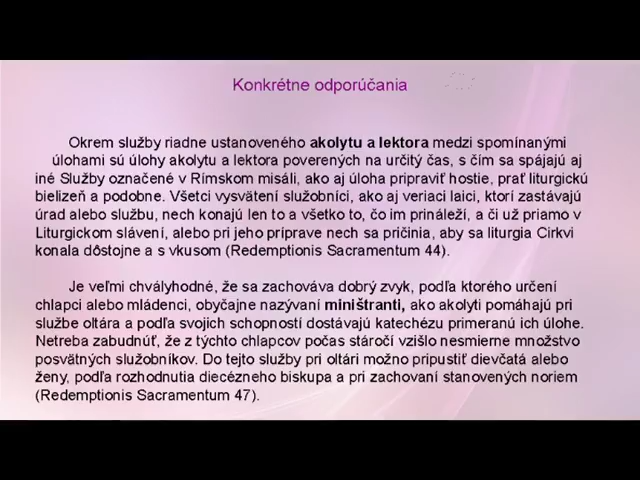 Konkrétne odporúčania
Okrem služby riadne ustanoveného akolytu a lektora medzi spomínanými
úlohami sú úlohy akolytu a lektora poverených na určitý čas, s čím sa spájajú aj
iné Služby označené v Rímskom misáli, ako aj úloha pripraviť hostie, prať liturgickú
bielizeň a podobne. Všetci vysvätení služobníci, ako aj veriaci laici, ktorí zastávajú
úrad alebo službu, nech konajú len to a všetko to, čo im prináleží, a či už priamo v
Liturgickom slávení, alebo pri jeho príprave nech sa pričinia, aby sa liturgia Cirkvi
konala dôstojne a s vkusom (Redemptionis Sacramentum 44).
Je veľmi chvályhodné, že sa zachováva dobrý zvyk, podľa ktorého určení
chlapci alebo mládenci, obyčajne nazývaní miništranti, ako akolyti pomáhajú pri
službe oltára a podľa svojich schopností dostávajú katechézu primeranú ich úlohe.
Netreba zabudnúť, že z týchto chlapcov počas stáročí vzišlo nesmierne množstvo
posvätných služobníkov. Do tejto služby pri oltári možno pripustiť dievčatá alebo
ženy, podľa rozhodnutia diecézneho biskupa a pri zachovaní stanovených noriem
(Redemptionis Sacramentum 47).